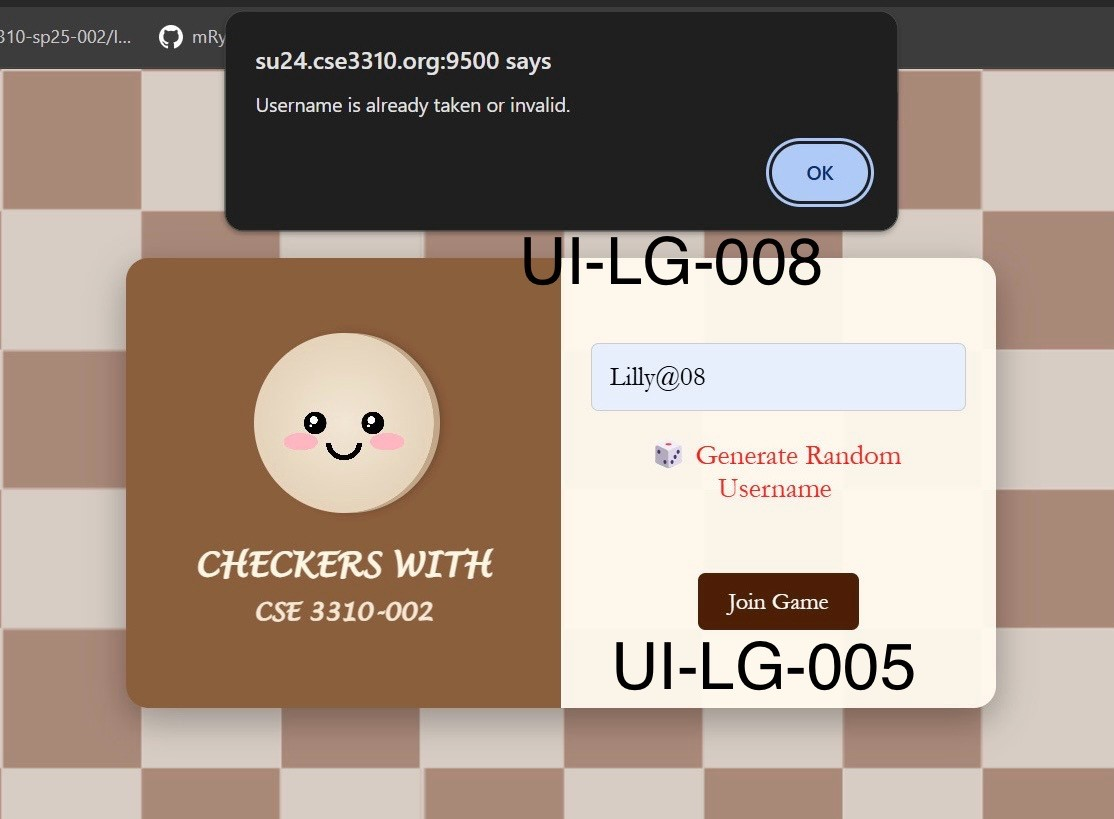 310-sp25-002/l...
mRy
su24.cse3310.org:9500 says
Username is already taken or invalid.
OK
UI-LG-008
Lilly@08
Generate Random
Username
CHECKERS WITH
CSE 3310-002
Join Game
UI-LG-005